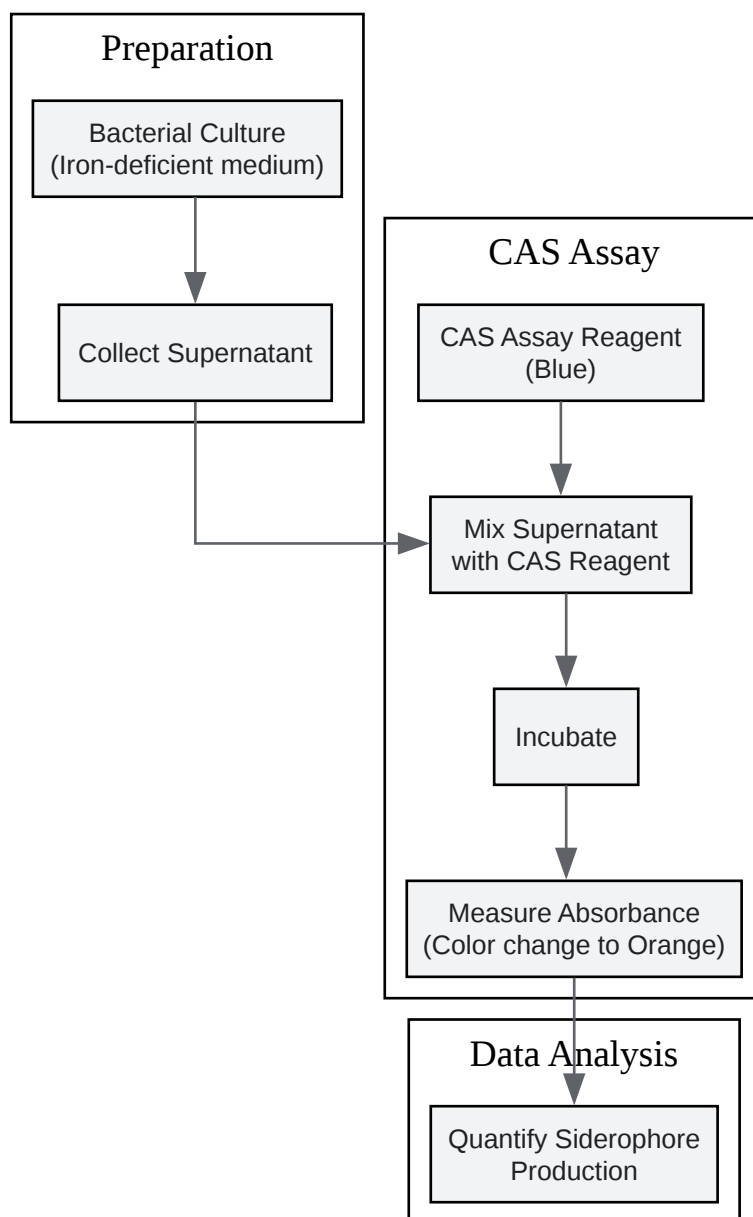 Preparation
Bacterial Culture
(Iron-deficient medium)
Collect Supernatant
CAS Assay
CAS Assay Reagent
(Blue)
Mix Supernatant
with CAS Reagent
Incubate
Measure Absorbance
(Color change to Orange)
Data Analysis
Quantify Siderophore
Production